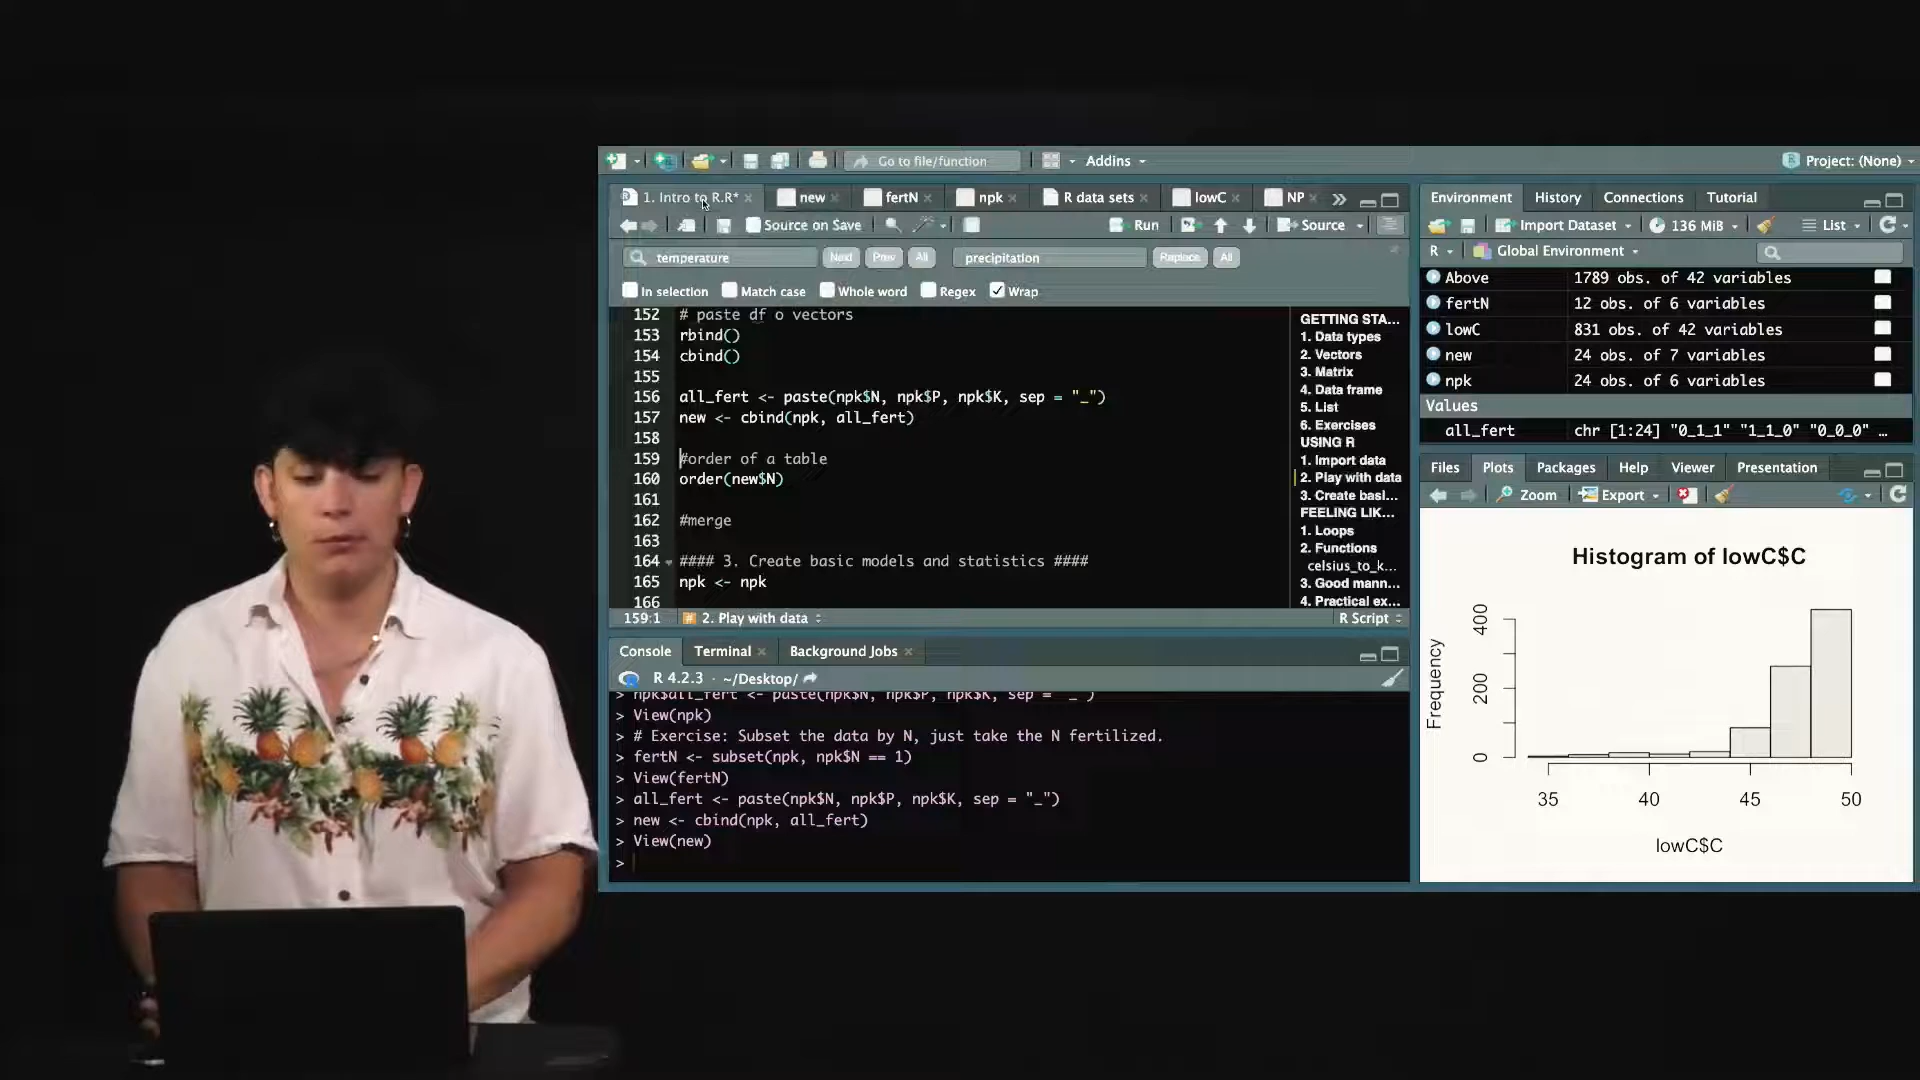 Go to file/function
Addins
Project: (None)
1. Intro to R.R*
new
fertN
npk
R data sets
lowC
NP
Source on Save
Run
Source
temperature
Next
Prev
All
precipitation
Replace
All
In selection
Match case
Whole word
Regex
Wrap
152 # paste df o vectors
153 rbind()
154 cbind()
155
156 all_fert <- paste(npk$N, npk$P, npk$K, sep = "_")
157 new <- cbind(npk, all_fert)
158
159 #order of a table
160 order(new$N)
161
162 #merge
163
164 #### 3. Create basic models and statistics ####
165 npk <- npk
166
GETTING STA...
1. Data types
2. Vectors
3. Matrix
4. Data frame
5. List
6. Exercises
USING R
1. Import data
2. Play with data
3. Create basi...
FEELING LIK...
1. Loops
2. Functions
celsius_to_k...
3. Good mann...
4. Practical ex...
159:1
2. Play with data
R Script
Console
Terminal
Background Jobs
R 4.2.3 · ~/Desktop/
> npk$all_fert <- paste(npk$N, npk$P, npk$K, sep = "_")
> View(npk)
> # Exercise: Subset the data by N, just take the N fertilized.
> fertN <- subset(npk, npk$N == 1)
> View(fertN)
> all_fert <- paste(npk$N, npk$P, npk$K, sep = "_")
> new <- cbind(npk, all_fert)
> View(new)
>
Environment
History
Connections
Tutorial
Import Dataset
136 MiB
List
R
Global Environment
Above 1789 obs. of 42 variables
fertN 12 obs. of 6 variables
lowC 831 obs. of 42 variables
new 24 obs. of 7 variables
npk 24 obs. of 6 variables
Values
all_fert chr [1:24] "0_1_1" "1_1_0" "0_0_0" …
Files
Plots
Packages
Help
Viewer
Presentation
Zoom
Export
Histogram of lowC$C
Frequency
400
200
0
35
40
45
50
lowC$C